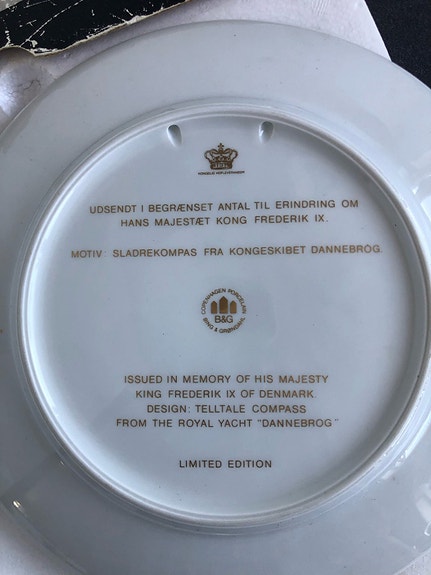 KONGELIG HOFLEVERANDØR
UDSENDT I BEGRÆNSET ANTAL TIL ERINDRING OM
HANS MAJESTÆT KONG FREDERIK IX.
MOTIV: SLADREKOMPAS FRA KONGESKIBET DANNEBROG.
COPENHAGEN PORCELAIN
B&G
BING & GRØNDAHL
ISSUED IN MEMORY OF HIS MAJESTY
KING FREDERIK IX OF DENMARK.
DESIGN: TELLTALE COMPASS
FROM THE ROYAL YACHT "DANNEBROG"
LIMITED EDITION